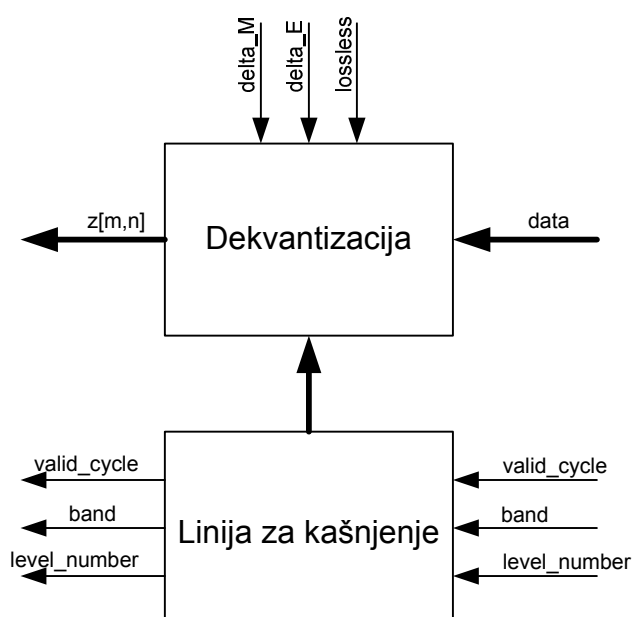 delta_M
delta_E
lossless
z[m,n]
Dekvantizacija
data
valid_cycle
valid_cycle
band
Linija za kašnjenje
band
level_number
level_number